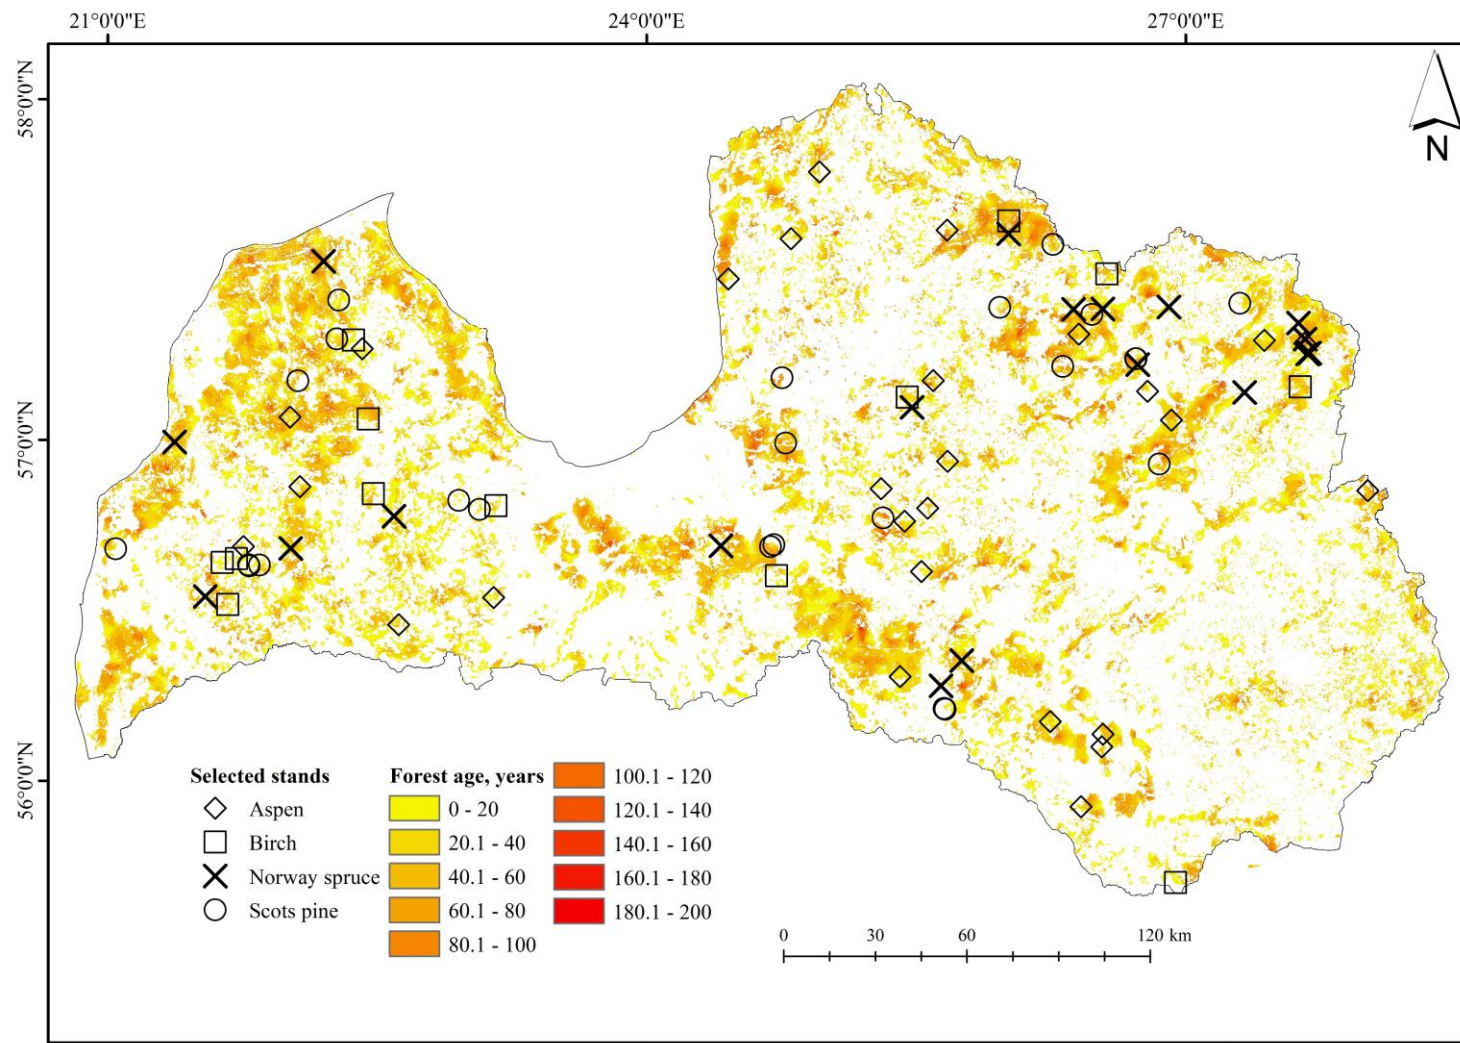 21°0'0"E 24°0'0"E 27°0'0"E
58°0'0"N
N
57°0'0"N
56°0'0"N
Selected stands
Aspen
Birch
Norway spruce
Scots pine
Forest age, years
0 - 20
20.1 - 40
40.1 - 60
60.1 - 80
80.1 - 100
100.1 - 120
120.1 - 140
140.1 - 160
160.1 - 180
180.1 - 200
0 30 60 120 km